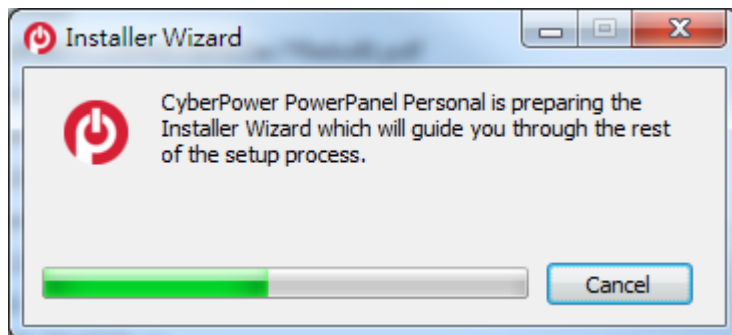 Installer Wizard
CyberPower PowerPanel Personal is preparing the
Installer Wizard which will guide you through the rest
of the setup process.
Cancel